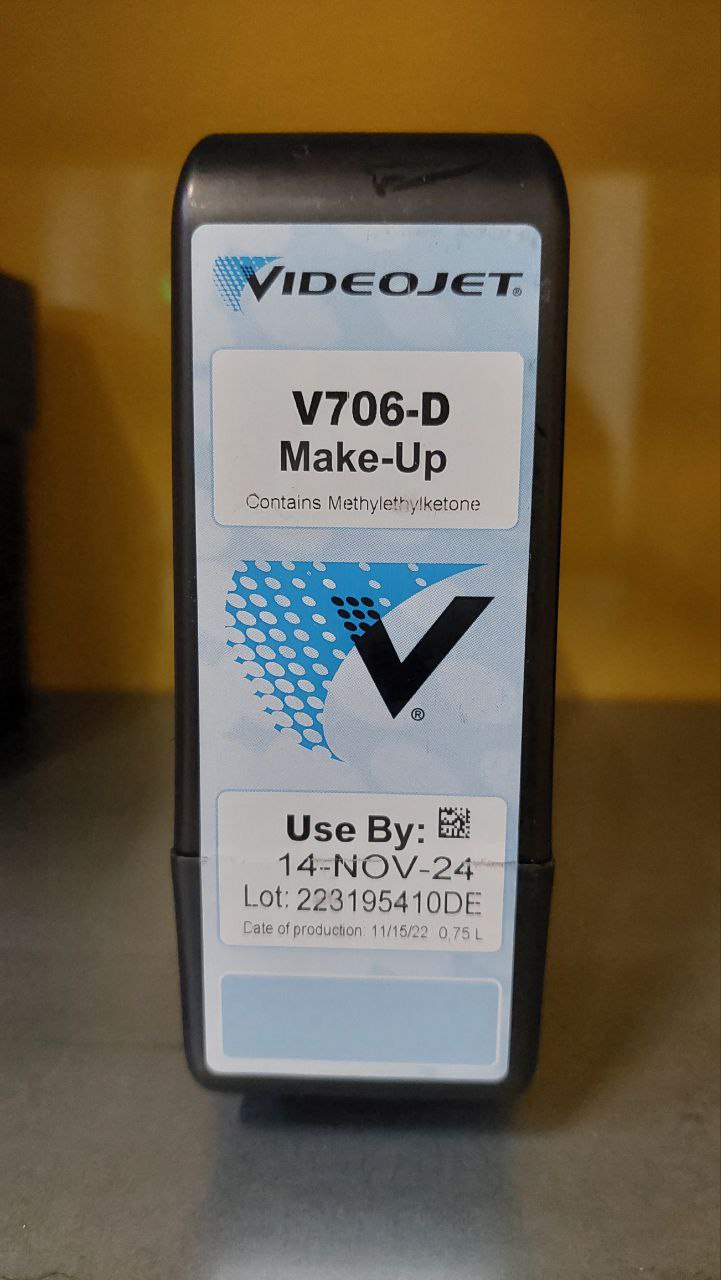 VIDEOJET®
V706-D
Make-Up
Contains Methylethylketone
V®
Use By:
14-NOV-24
Lot: 223195410DE
Date of production: 11/15/22 0,75 L